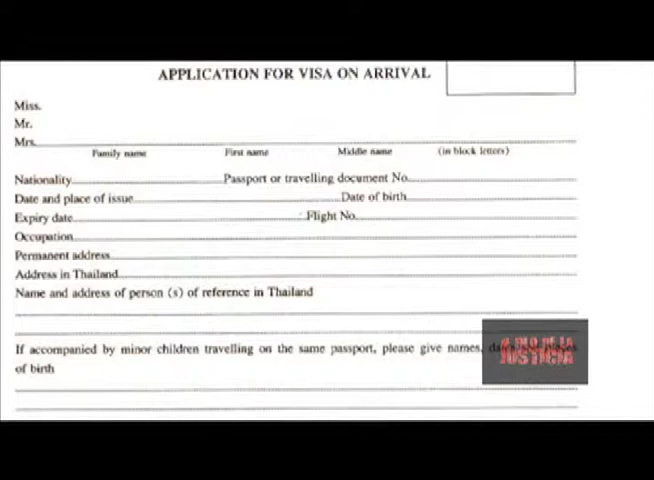 APPLICATION FOR VISA ON ARRIVAL
Miss.
Mr.
Mrs.
Family name First name Middle name (in block letters)
Nationality Passport or travelling document No.
Date and place of issue Date of birth
Expiry date Flight No.
Occupation
Permanent address
Address in Thailand
Name and address of person (s) of reference in Thailand
If accompanied by minor children travelling on the same passport, please give names,
of birth
JUSTICIA